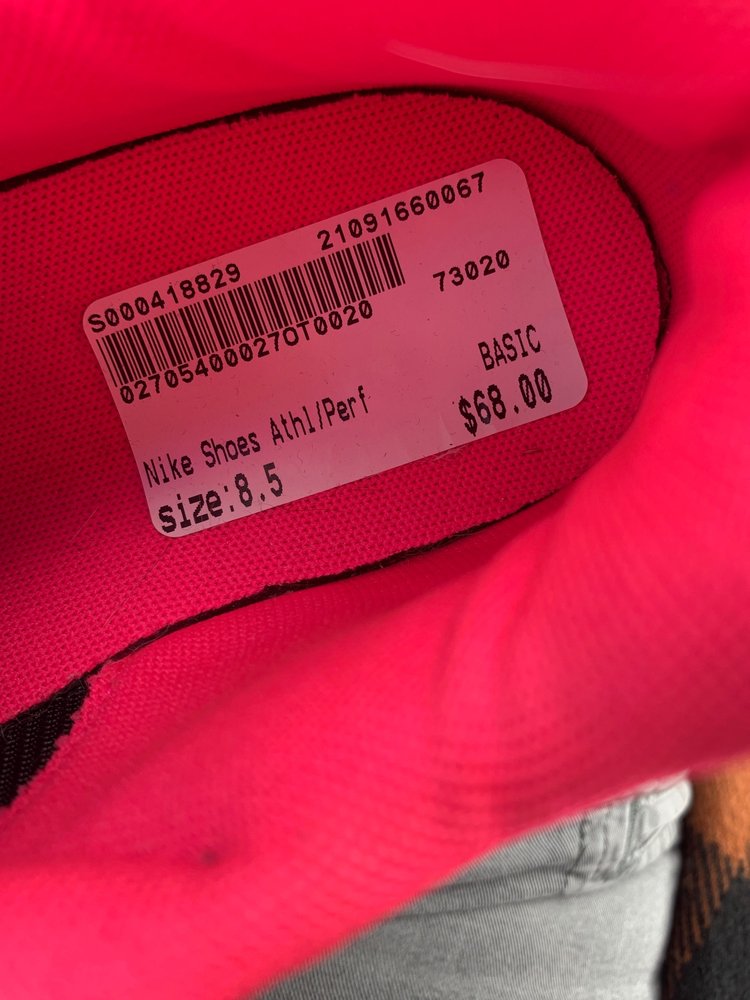 S000418829 21091660067
02705400027OT0020 73020
BASIC
Nike Shoes Athl/Perf $68.00
size:8.5